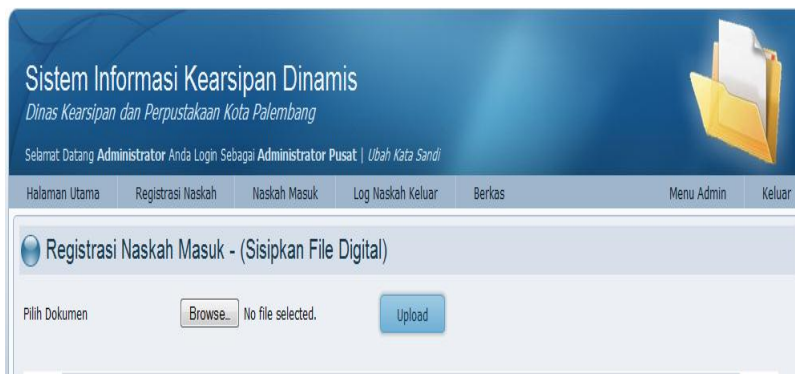 Sistem Informasi Kearsipan Dinamis
Dinas Kearsipan dan Perpustakaan Kota Palembang
Selamat Datang Administrator Anda Login Sebagai Administrator Pusat | Ubah Kata Sandi
Halaman Utama Registrasi Naskah Naskah Masuk Log Naskah Keluar Berkas Menu Admin Keluar
Registrasi Naskah Masuk - (Sisipkan File Digital)
Pilih Dokumen Browse... No file selected. Upload